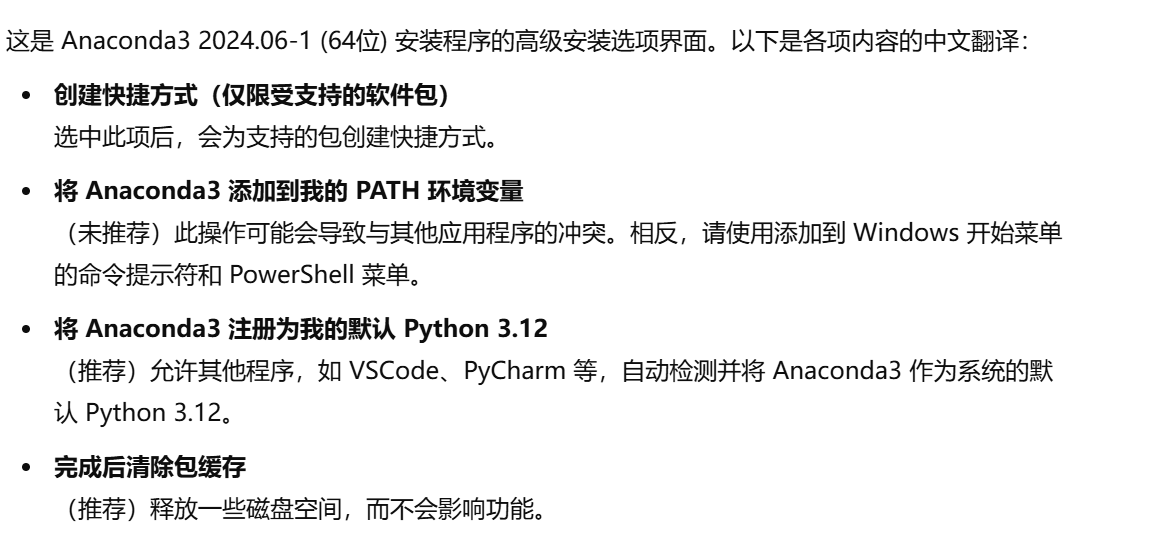 这是 Anaconda3 2024.06-1 (64位) 安装程序的高级安装选项界面。以下是各项内容的中文翻译：
• 创建快捷方式（仅限受支持的软件包）
选中此项后，会为支持的包创建快捷方式。
• 将 Anaconda3 添加到我的 PATH 环境变量
（未推荐）此操作可能会导致与其他应用程序的冲突。相反，请使用添加到 Windows 开始菜单
的命令提示符和 PowerShell 菜单。
• 将 Anaconda3 注册为我的默认 Python 3.12
（推荐）允许其他程序，如 VSCode、PyCharm 等，自动检测并将 Anaconda3 作为系统的默
认 Python 3.12。
• 完成后清除包缓存
（推荐）释放一些磁盘空间，而不会影响功能。